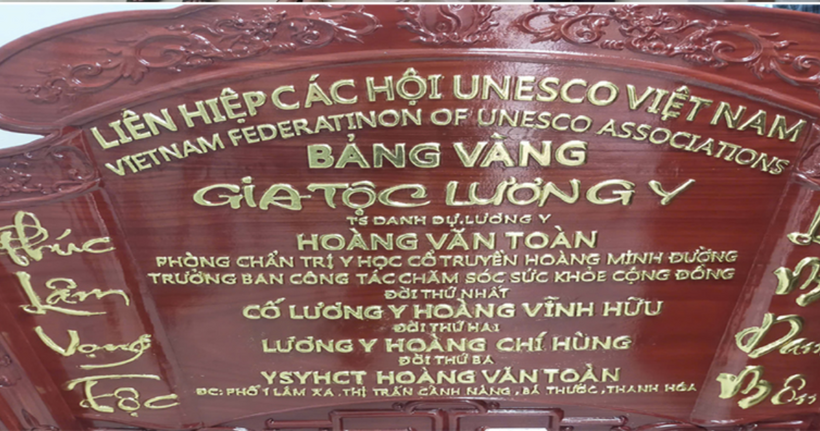 LIÊN HIỆP CÁC HỘI UNESCO VIỆT NAM
VIETNAM FEDERATINON OF UNESCO ASSOCIATIONS
BẢNG VÀNG
GIA TỘC LƯƠNG Y
TS DANH DỰ, LƯƠNG Y
HOÀNG VĂN TOÀN
PHÒNG CHẨN TRỊ Y HỌC CỔ TRUYỀN HOÀNG MINH ĐƯỜNG
TRƯỞNG BAN CÔNG TÁC CHĂM SÓC SỨC KHỎE CỘNG ĐỒNG
ĐỜI THỨ NHẤT
CỐ LƯƠNG Y HOÀNG VĨNH HỮU
ĐỜI THỨ HAI
LƯƠNG Y HOÀNG CHÍ HÙNG
ĐỜI THỨ BA
YSYHCT HOÀNG VĂN TOÀN
ĐC: PHỐ 1 LÂM XA, THỊ TRẤN CÀNH NÀNG, BÁ THƯỚC, THANH HÓA
Phúc
Lâm
Vọng
Tộc